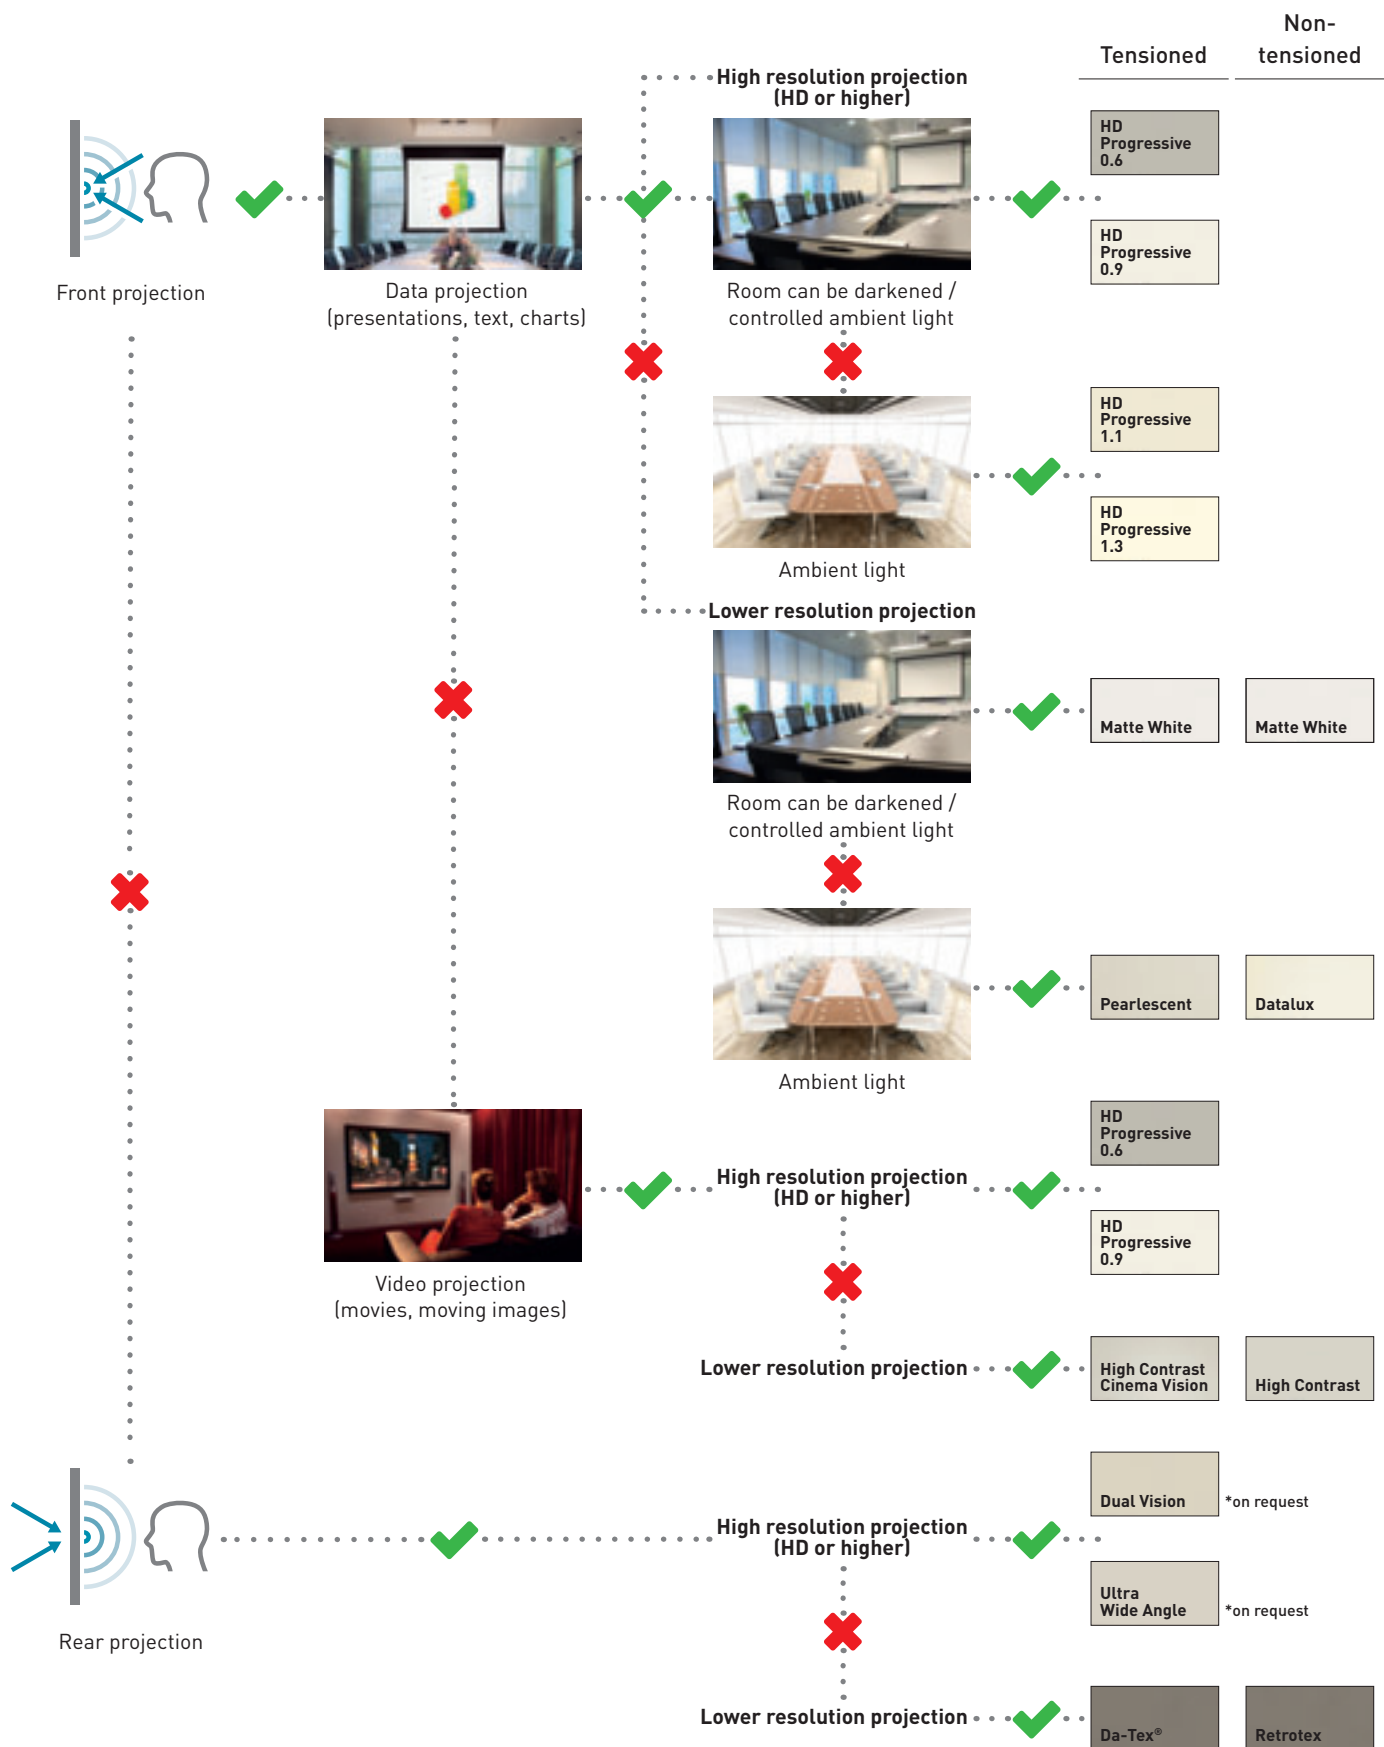 Tensioned
Non-
tensioned
High resolution projection
(HD or higher)
HD
Progressive
0.6
HD
Progressive
0.9
Front projection
Data projection
(presentations, text, charts)
Room can be darkened /
controlled ambient light
HD
Progressive
1.1
HD
Progressive
1.3
Ambient light
Lower resolution projection
Matte White
Matte White
Room can be darkened /
controlled ambient light
Pearlescent
Datalux
Ambient light
HD
Progressive
0.6
High resolution projection
(HD or higher)
HD
Progressive
0.9
Video projection
(movies, moving images)
Lower resolution projection
High Contrast
Cinema Vision
High Contrast
Dual Vision
*on request
High resolution projection
(HD or higher)
Ultra
Wide Angle
*on request
Rear projection
Lower resolution projection
Da-Tex®
Retrotex